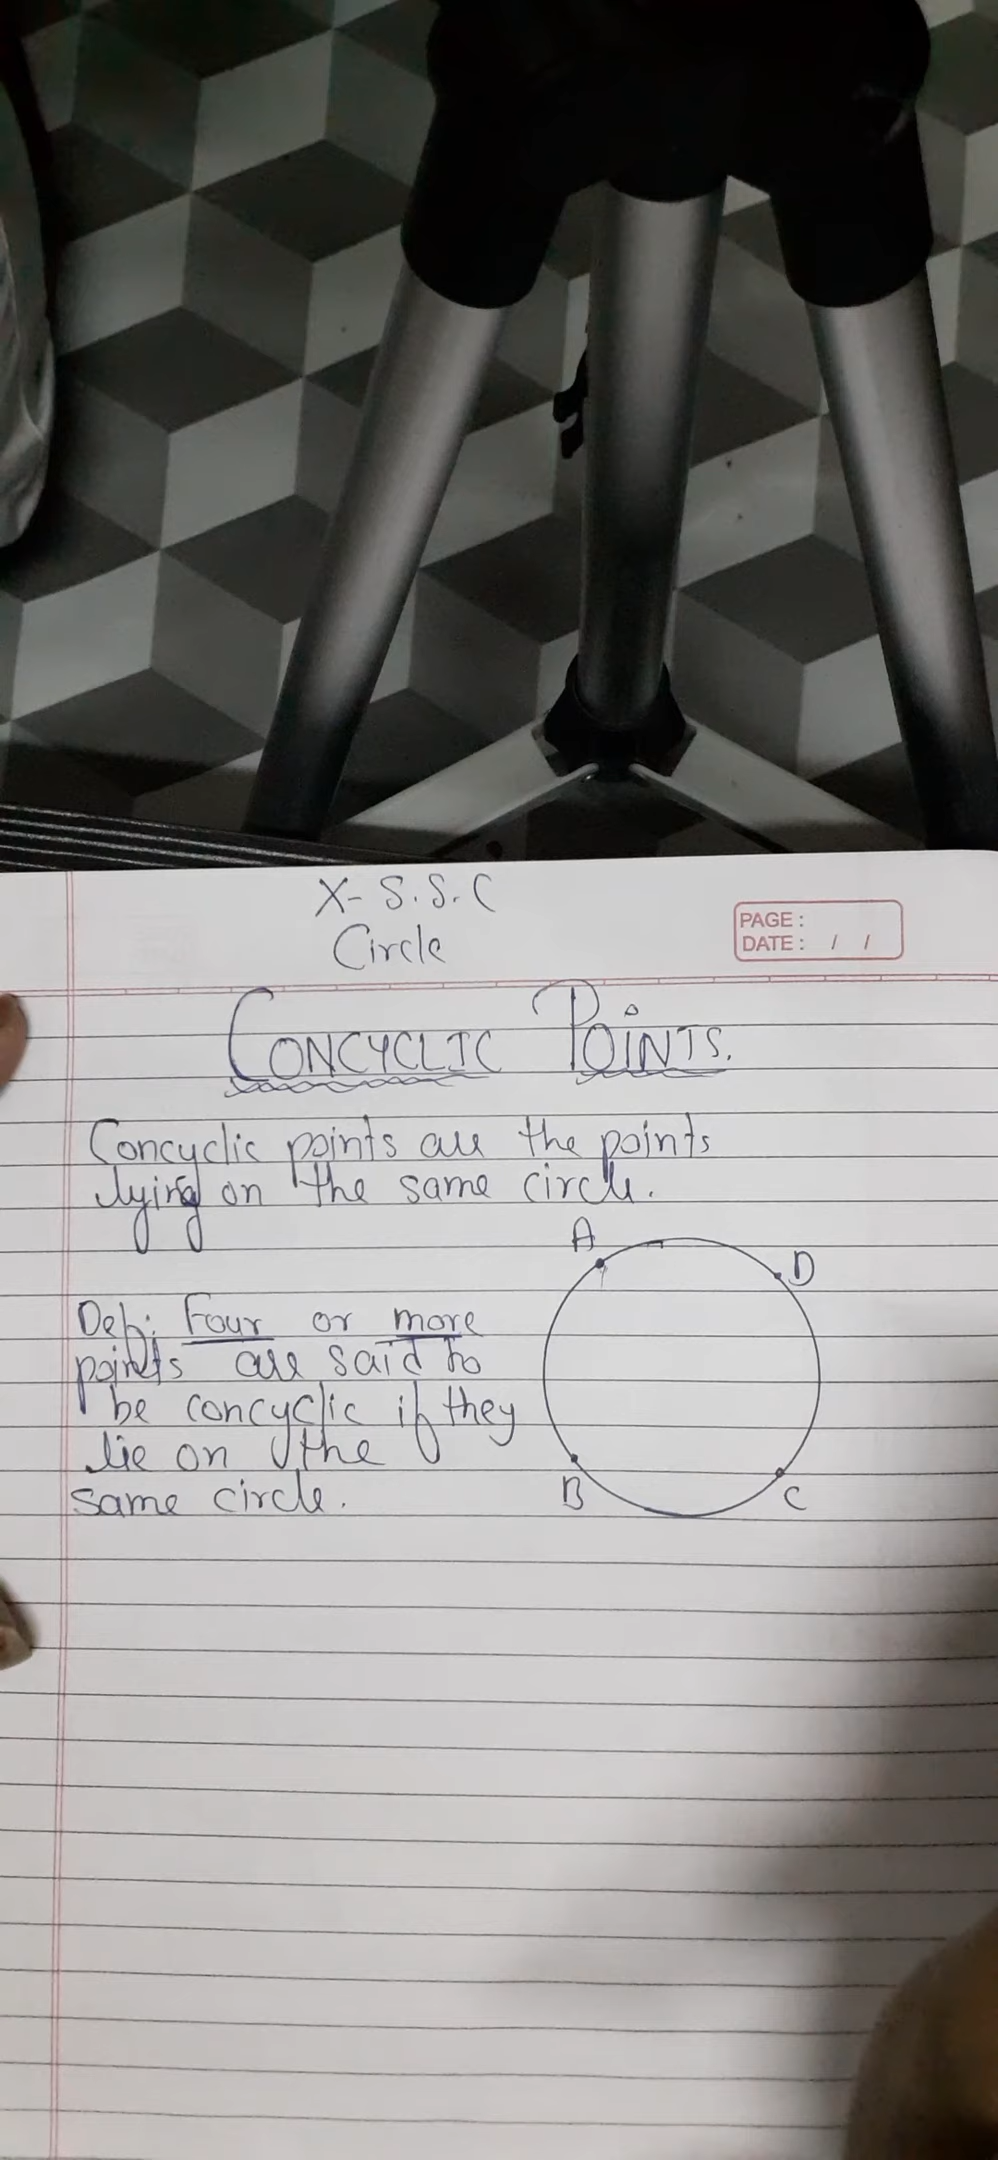 X- S.S.C
Circle
PAGE :
DATE : / /
CONCYCLIC POINTS.
Concyclic points are the points
lying on the same circle.
A
D
Def: Four or more
points are said to
be concyclic if they
lie on the
same circle.
B
C